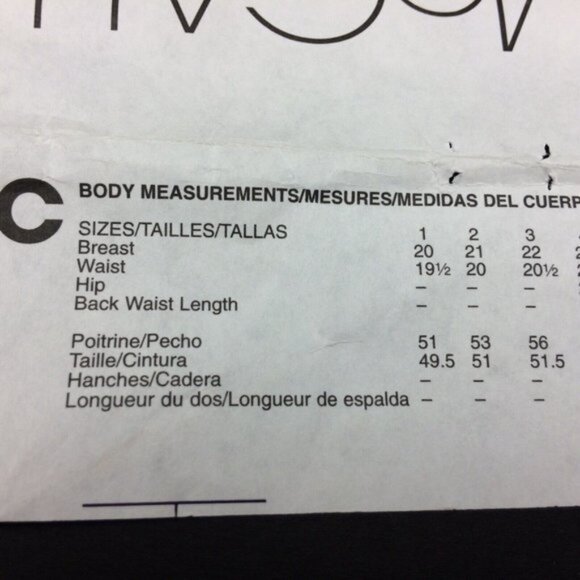 C
BODY MEASUREMENTS/MESURES/MEDIDAS DEL CUERP
SIZES/TAILLES/TALLAS 1 2 3
Breast 20 21 22
Waist 19½ 20 20½
Hip – – –
Back Waist Length – – –
Poitrine/Pecho 51 53 56
Taille/Cintura 49.5 51 51.5
Hanches/Cadera – – –
Longueur du dos/Longueur de espalda – – –